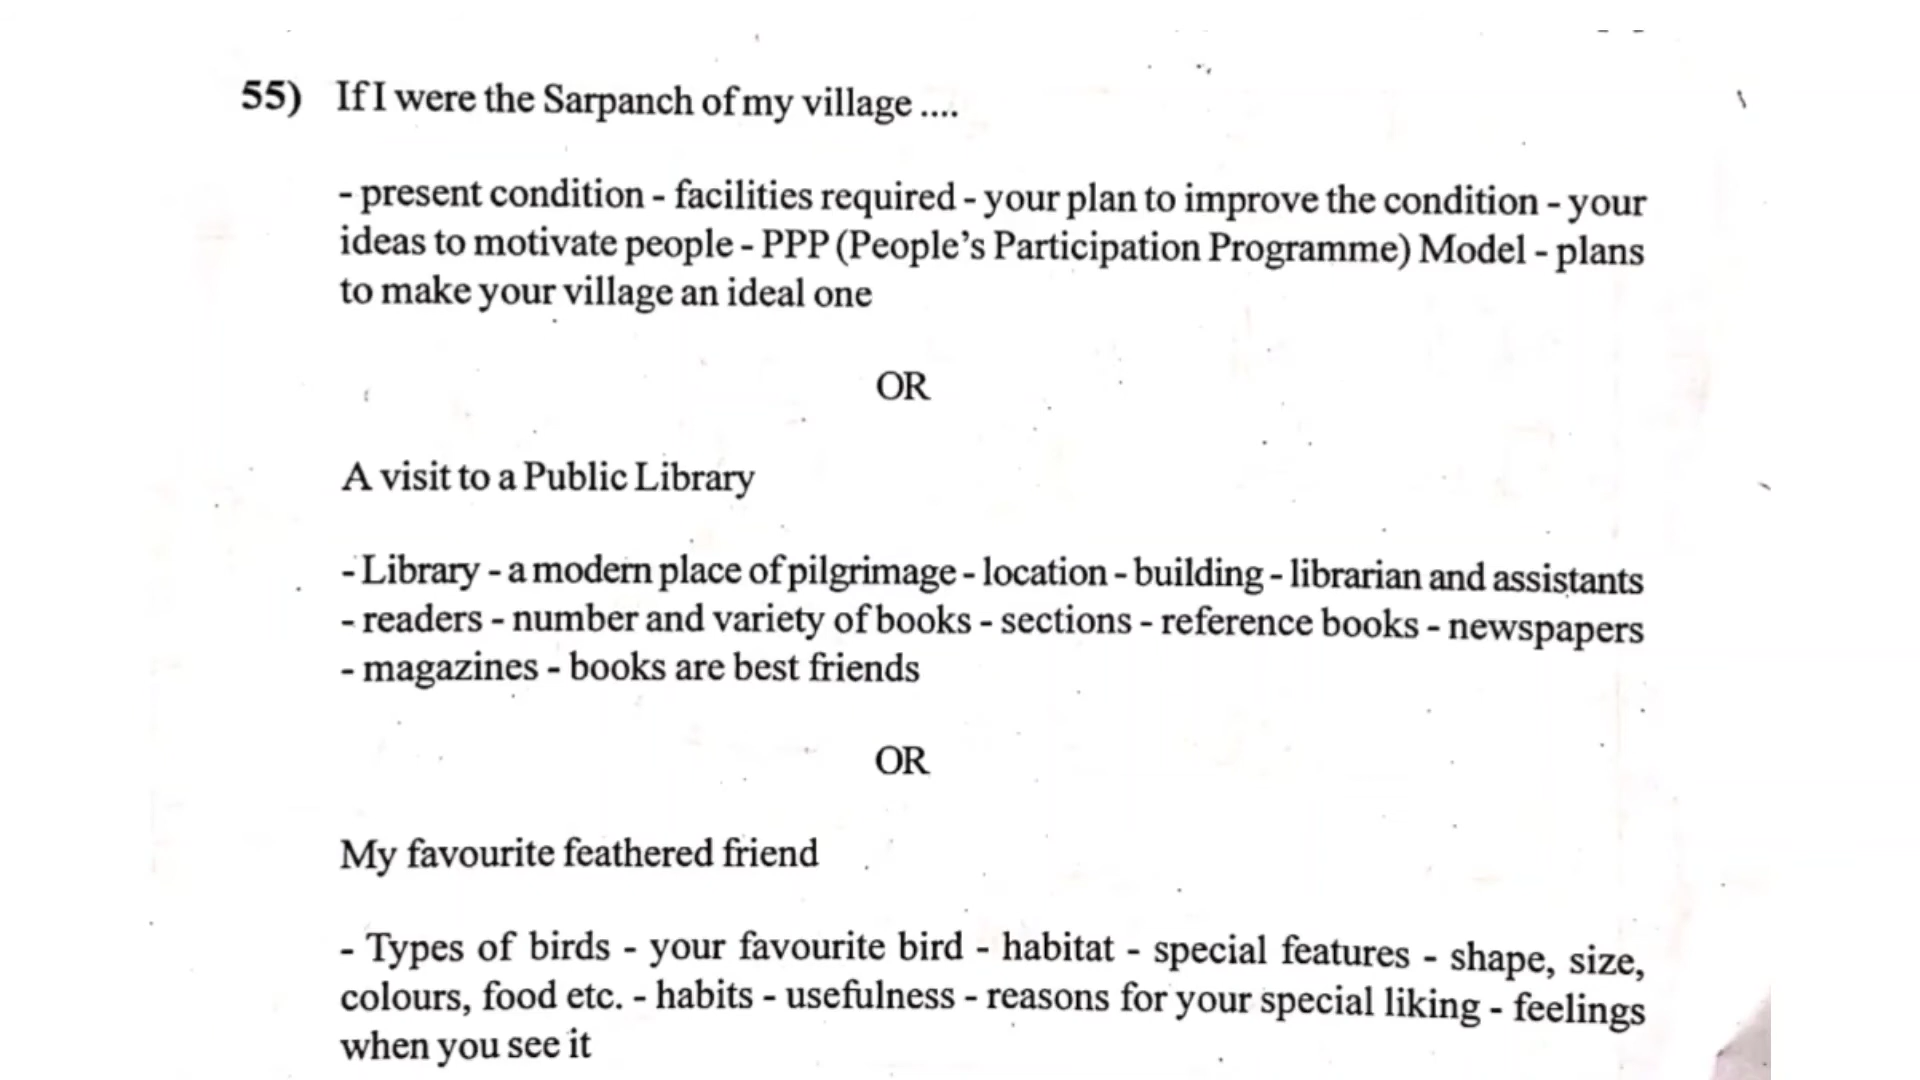 55) If I were the Sarpanch of my village ....
- present condition - facilities required - your plan to improve the condition - your
ideas to motivate people - PPP (People's Participation Programme) Model - plans
to make your village an ideal one
OR
A visit to a Public Library
- Library - a modern place of pilgrimage - location - building - librarian and assistants
- readers - number and variety of books - sections - reference books - newspapers
- magazines - books are best friends
OR
My favourite feathered friend
- Types of birds - your favourite bird - habitat - special features - shape, size,
colours, food etc. - habits - usefulness - reasons for your special liking - feelings
when you see it